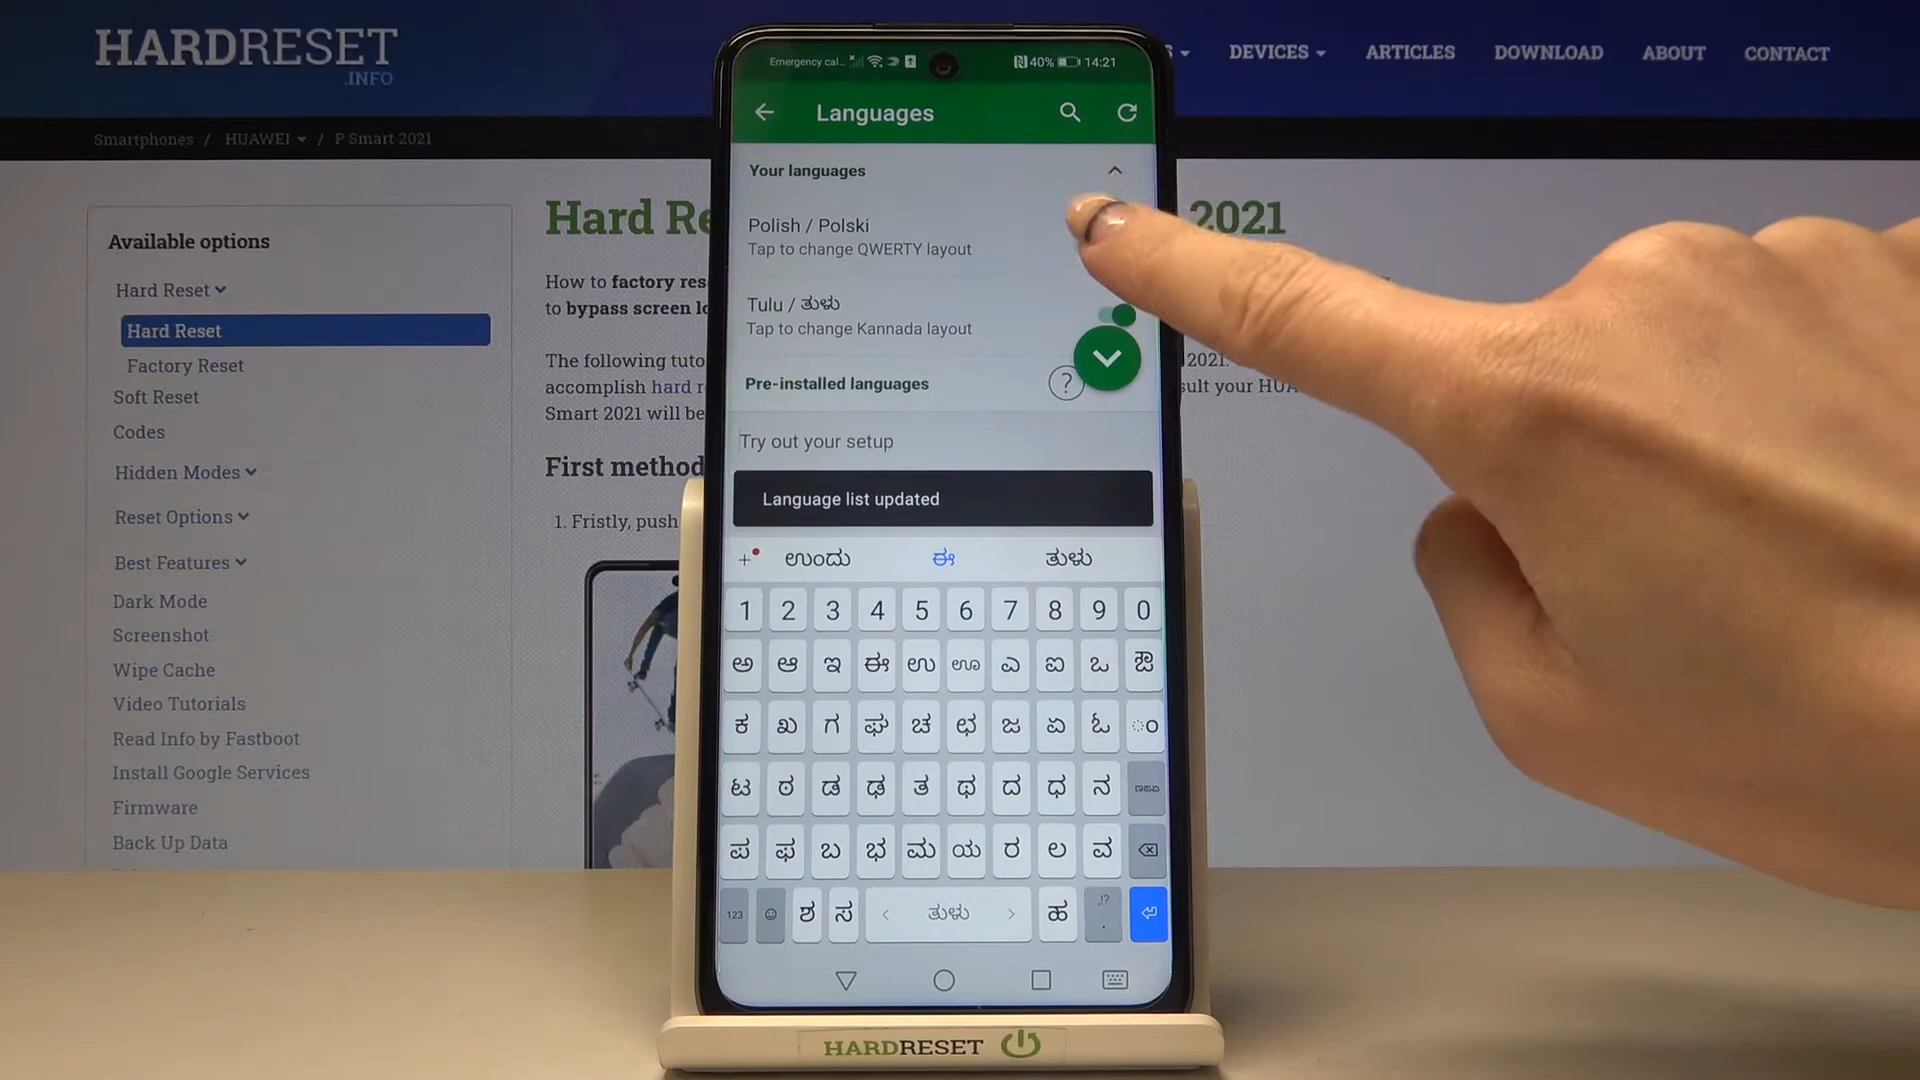 HARDRESET
.INFO
DEVICES
ARTICLES
DOWNLOAD
ABOUT
CONTACT
Smartphones / HUAWEI / P Smart 2021
Available options
Hard Reset
Hard Reset
Factory Reset
Soft Reset
Codes
Hidden Modes
Reset Options
Best Features
Dark Mode
Screenshot
Wipe Cache
Video Tutorials
Read Info by Fastboot
Install Google Services
Firmware
Back Up Data
Hard Re
2021
How to factory res
to bypass screen lo
The following tuto
2021.
accomplish hard r
sult your HUA
Smart 2021 will be
First method
1. Fristly, push
Emergency cal...
40% 14:21
Languages
Your languages
Polish / Polski
Tap to change QWERTY layout
Tulu / ತುಳು
Tap to change Kannada layout
Pre-installed languages ?
Try out your setup
Language list updated
+ ಉಂದು ಈ ತುಳು
1 2 3 4 5 6 7 8 9 0
ಅ ಆ ಇ ಈ ಉ ಊ ಎ ಐ ಒ ಔ
ಕ ಖ ಗ ಘ ಚ ಛ ಜ ಏ ಓ ಂ
ಟ ಠ ಡ ಢ ತ ಥ ದ ಧ ನ
ಪ ಫ ಬ ಭ ಮ ಯ ರ ಲ ವ
123 ಶ ಸ < ತುಳು > ಹ ,!? .
HARDRESET